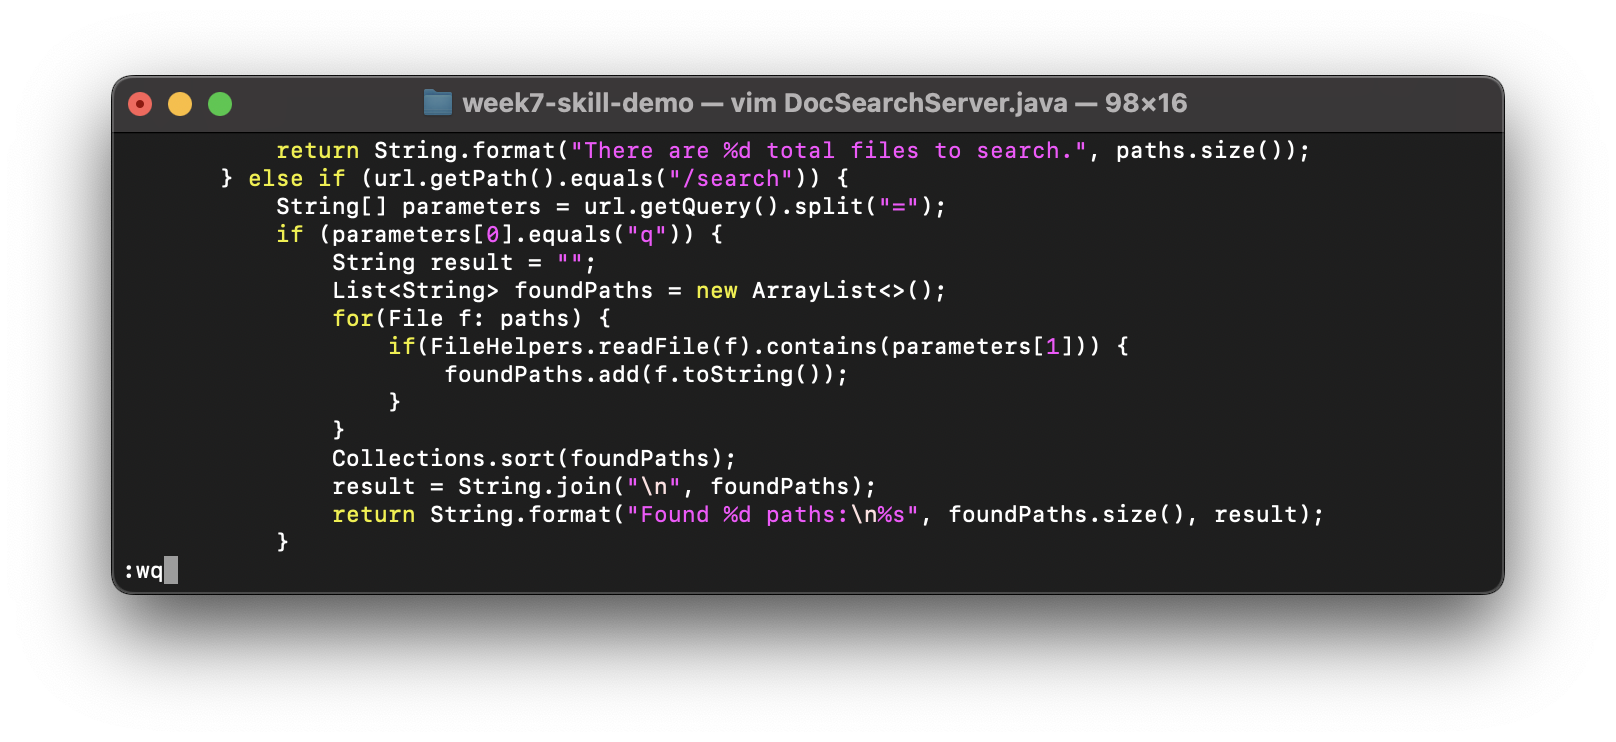 week7-skill-demo — vim DocSearchServer.java — 98×16
            return String.format("There are %d total files to search.", paths.size());
        } else if (url.getPath().equals("/search")) {
            String[] parameters = url.getQuery().split("=");
            if (parameters[0].equals("q")) {
                String result = "";
                List<String> foundPaths = new ArrayList<>();
                for(File f: paths) {
                    if(FileHelpers.readFile(f).contains(parameters[1])) {
                        foundPaths.add(f.toString());
                    }
                }
                Collections.sort(foundPaths);
                result = String.join("\n", foundPaths);
                return String.format("Found %d paths:\n%s", foundPaths.size(), result);
            }
:wq